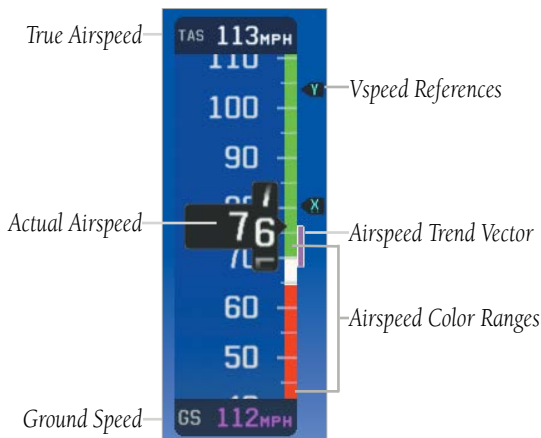 True Airspeed
TAS 113MPH
110
Y
Vspeed References
100
90
X
Actual Airspeed
76
Airspeed Trend Vector
70
Airspeed Color Ranges
60
50
Ground Speed
GS 112MPH